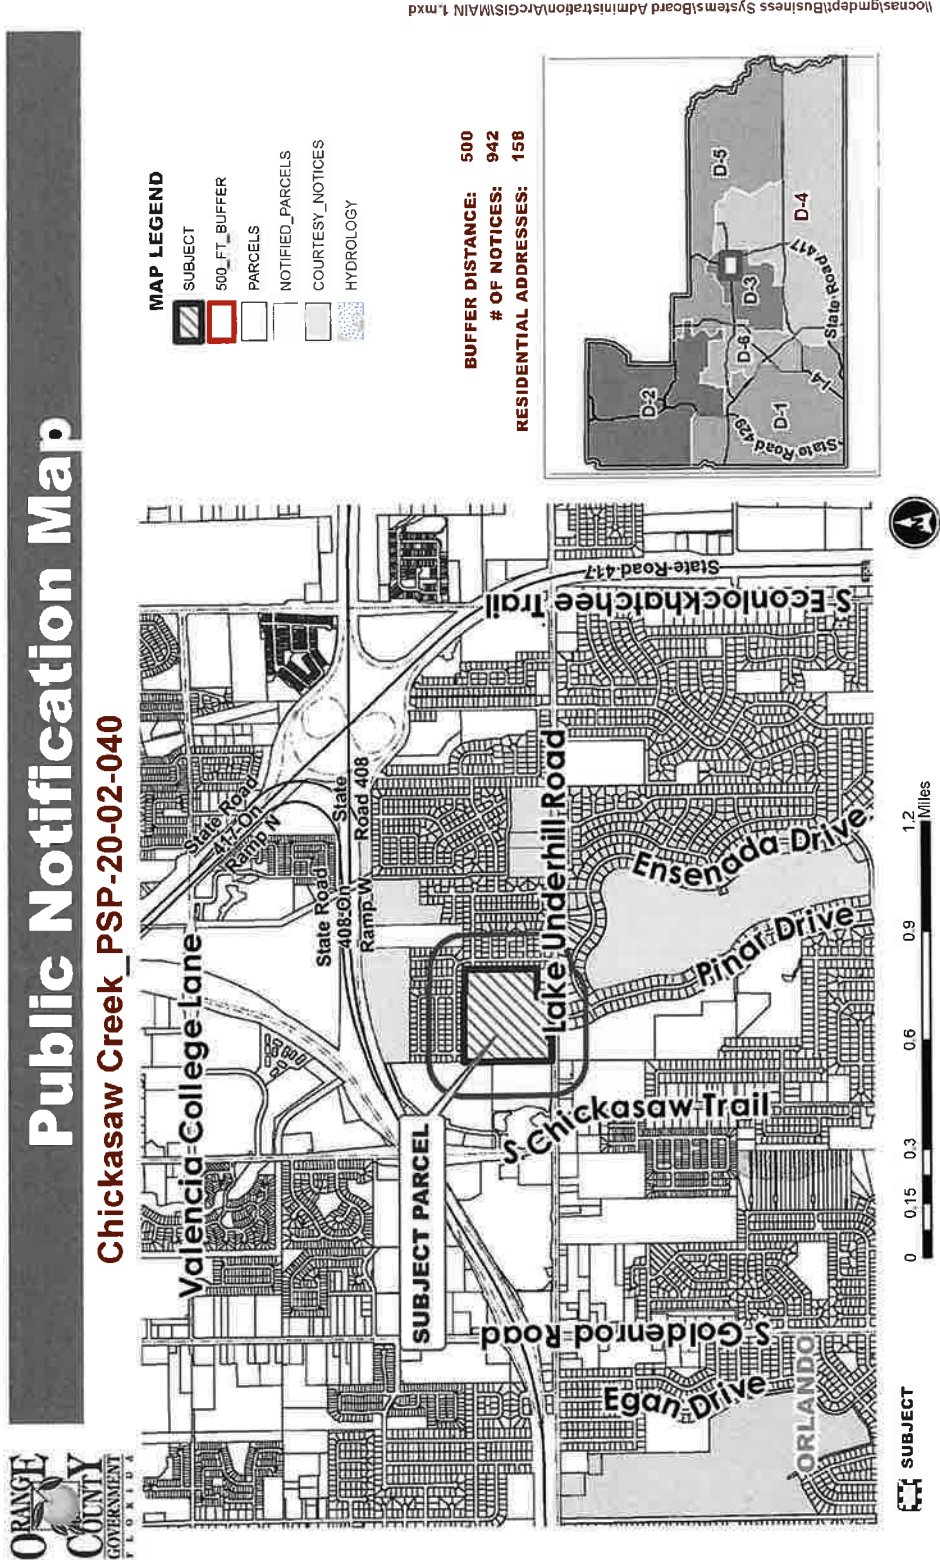 ORANGE
COUNTY
GOVERNMENT
FLORIDA
Public Notification Map
Chickasaw Creek_PSP-20-02-040
MAP LEGEND
SUBJECT
500_FT_BUFFER
PARCELS
NOTIFIED_PARCELS
COURTESY_NOTICES
HYDROLOGY
BUFFER DISTANCE: 500
# OF NOTICES: 942
RESIDENTIAL ADDRESSES: 158
Valencia College Lane
State Road
417-On
Ramp N
State Road
408-On
Ramp W
State
Road 408
SUBJECT PARCEL
Lake Underhill Road
S Econlockhatchee Trail
State Road 417
S Chickasaw Trail
S Goldenrod Road
Egan Drive
Pinar Drive
Ensenada Drive
ORLANDO
D-2
D-5
D-3
D-6
D-4
D-1
State Road 429
I-4
State Road 417
N
SUBJECT
0 0.15 0.3 0.6 0.9 1.2
Miles
\\ocnas\gmdept\Business Systems\Board Administration\ArcGIS\MAIN 1.mxd